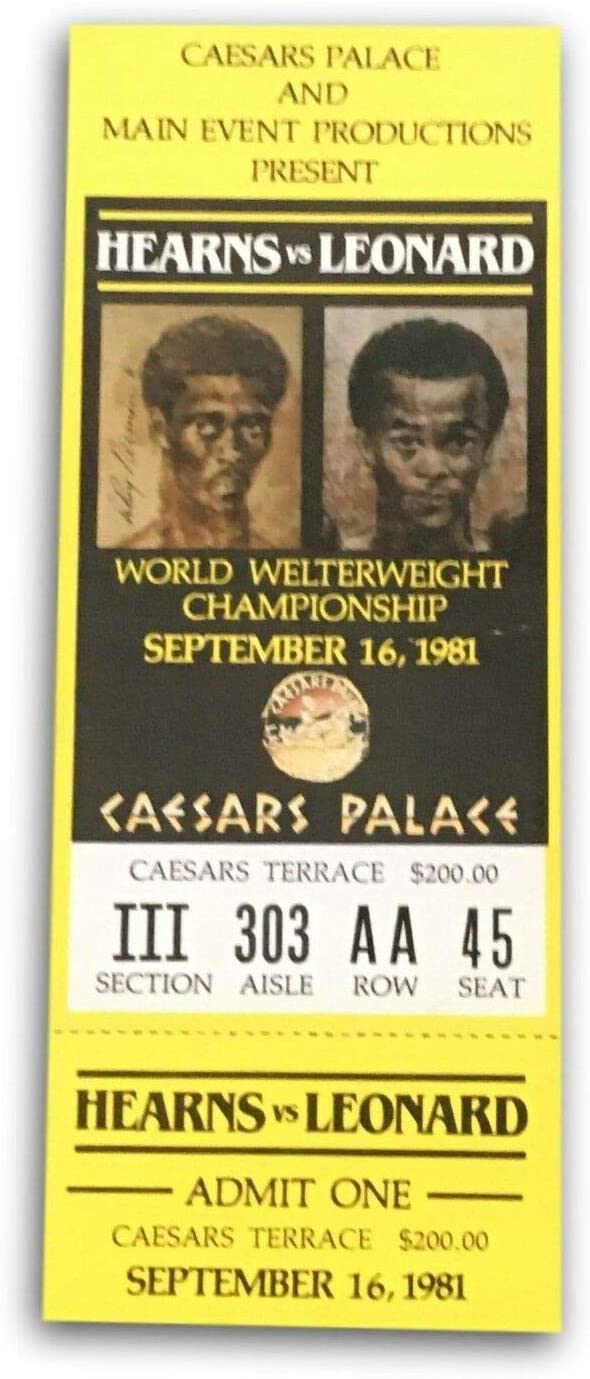 CAESARS PALACE
AND
MAIN EVENT PRODUCTIONS
PRESENT
HEARNS vs LEONARD
WORLD WELTERWEIGHT
CHAMPIONSHIP
SEPTEMBER 16, 1981
CAESARS PALACE
CAESARS TERRACE $200.00
III 303 AA 45
SECTION AISLE ROW SEAT
HEARNS vs LEONARD
ADMIT ONE
CAESARS TERRACE $200.00
SEPTEMBER 16, 1981